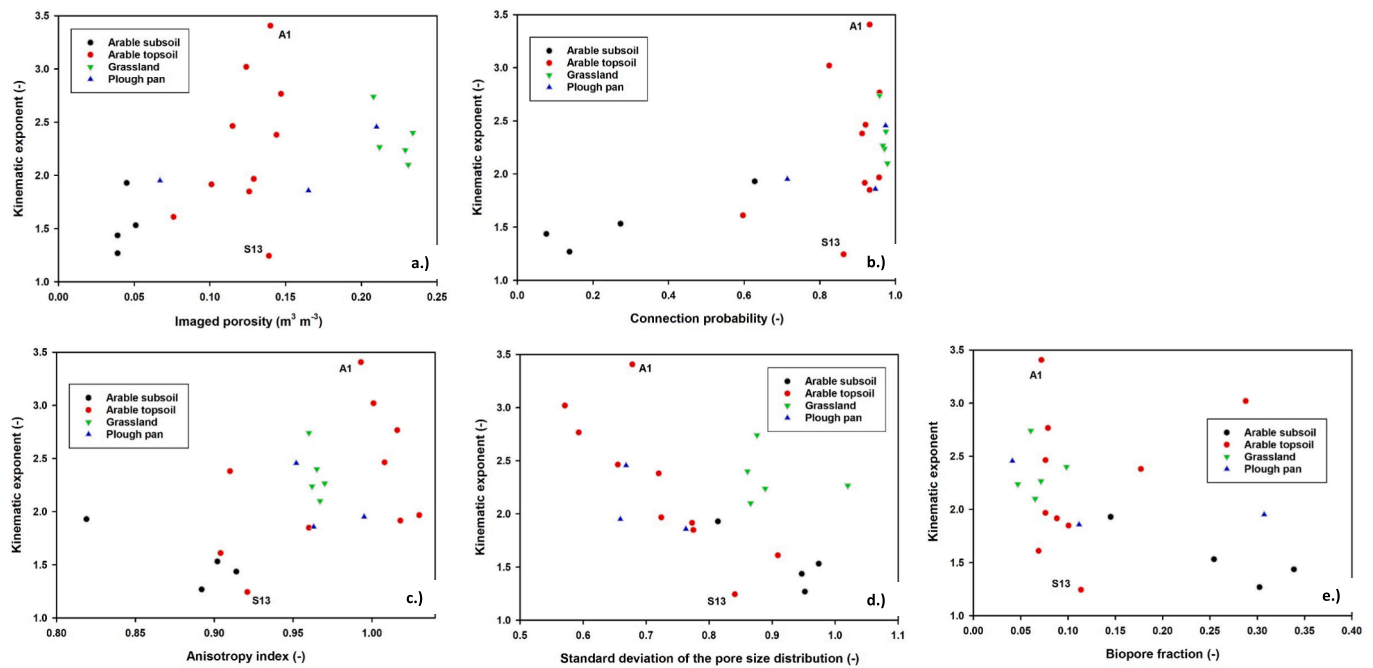 3.5
3.0
2.5
2.0
1.5
1.0
Kinematic exponent (-)
Arable subsoil
Arable topsoil
Grassland
Plough pan
A1
S13
a.)
0.00 0.05 0.10 0.15 0.20 0.25
Imaged porosity (m³ m⁻³)
3.5
3.0
2.5
2.0
1.5
1.0
Kinematic exponent (-)
Arable subsoil
Arable topsoil
Grassland
Plough pan
A1
S13
b.)
0.0 0.2 0.4 0.6 0.8 1.0
Connection probability (-)
3.5
3.0
2.5
2.0
1.5
1.0
Kinematic exponent (-)
Arable subsoil
Arable topsoil
Grassland
Plough pan
A1
S13
c.)
0.80 0.90 0.95 1.00
Anisotropy index (-)
3.5
3.0
2.5
2.0
1.5
1.0
Kinematic exponent (-)
Arable subsoil
Arable topsoil
Grassland
Plough pan
A1
S13
d.)
0.5 0.6 0.7 0.8 0.9 1.0 1.1
Standard deviation of the pore size distribution (-)
3.5
3.0
2.5
2.0
1.5
1.0
Kinematic exponent
Arable subsoil
Arable topsoil
Grassland
Plough pan
A1
S13
e.)
0.00 0.05 0.10 0.15 0.20 0.25 0.30 0.35 0.40
Biopore fraction (-)